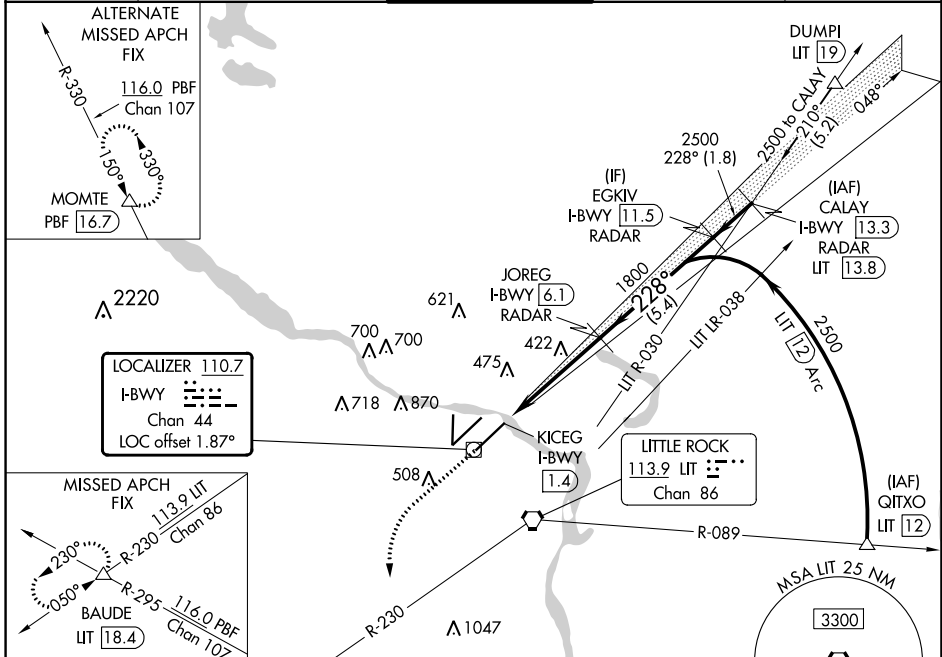 ALTERNATE
MISSED APCH
FIX
R-330
116.0 PBF
Chan 107
150°
330°
MOMTE
PBF 16.7
DUMPI
LIT 19
2500 to CALAY
210°
(5.2)
048°
2500
228° (1.8)
(IF)
EGKIV
I-BWY 11.5
RADAR
(IAF)
CALAY
I-BWY 13.3
RADAR
LIT 13.8
JOREG
I-BWY 6.1
RADAR
1800
228°
(5.4)
LIT R-030
LIT LR-038
2500
LIT 12 Arc
2220
621
700
700
422
475
718
870
508
1047
LOCALIZER 110.7
I-BWY
Chan 44
LOC offset 1.87°
KICEG
I-BWY
1.4
LITTLE ROCK
113.9 LIT
Chan 86
R-089
(IAF)
QITXO
LIT 12
R-230
MISSED APCH
FIX
113.9 LIT
R-230 Chan 86
230°
050°
R-295 116.0 PBF
Chan 107
BAUDE
LIT 18.4
MSA LIT 25 NM
3300